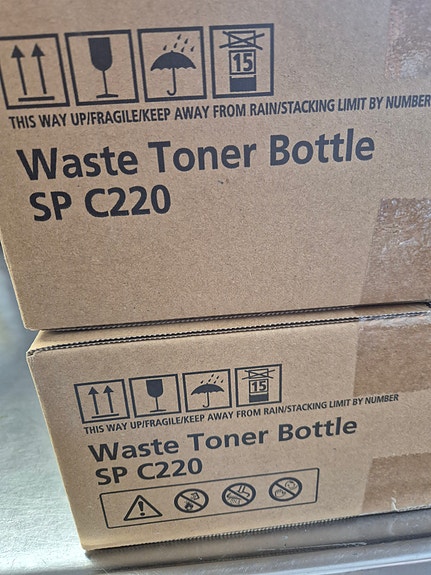 15
THIS WAY UP/FRAGILE/KEEP AWAY FROM RAIN/STACKING LIMIT BY NUMBER
Waste Toner Bottle
SP C220
15
THIS WAY UP/FRAGILE/KEEP AWAY FROM RAIN/STACKING LIMIT BY NUMBER
Waste Toner Bottle
SP C220